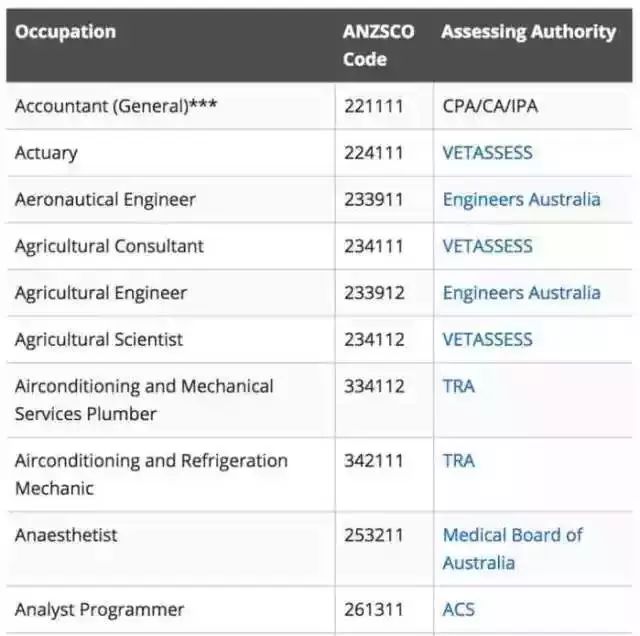 Occupation ANZSCO Assessing Authority
Code
Accountant (General)*** 221111 CPA/CA/IPA
Actuary 224111 VETASSESS
Aeronautical Engineer 233911 Engineers Australia
Agricultural Consultant 234111 VETASSESS
Agricultural Engineer 233912 Engineers Australia
Agricultural Scientist 234112 VETASSESS
Airconditioning and Mechanical 334112 TRA
Services Plumber
Airconditioning and Refrigeration 342111 TRA
Mechanic
Anaesthetist 253211 Medical Board of
Australia
Analyst Programmer 261311 ACS